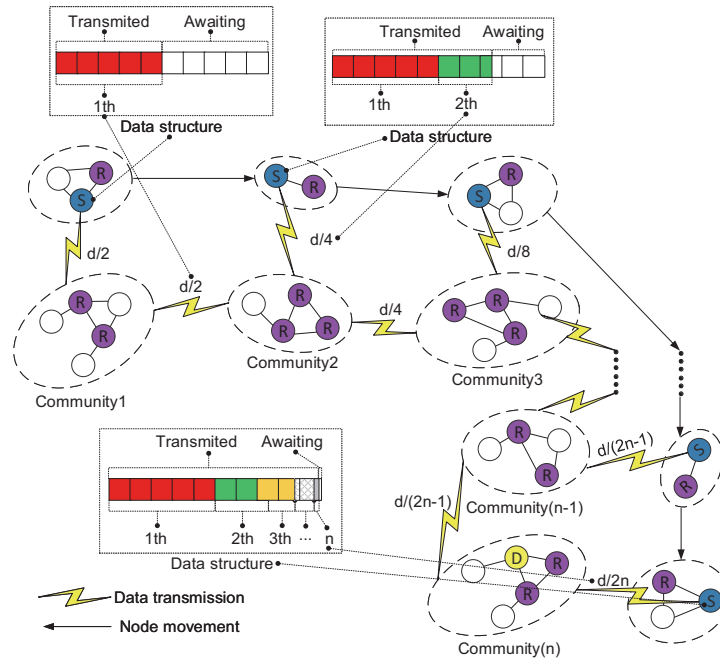 Transmited Awaiting
1th
Data structure
Transmited
Awaiting
1th 2th
Data structure
R
S
S
R
R
S
d/2
d/4
d/8
d/2
d/4
R
R
R
R
R
R
R
R
Community1
Community2
Community3
R
R
Community(n-1)
d/(2n-1)
S
R
d/(2n-1)
Transmited
Awaiting
1th 2th 3th ... n
Data structure
D
R
R
Community(n)
d/2n
R
S
Data transmission
Node movement